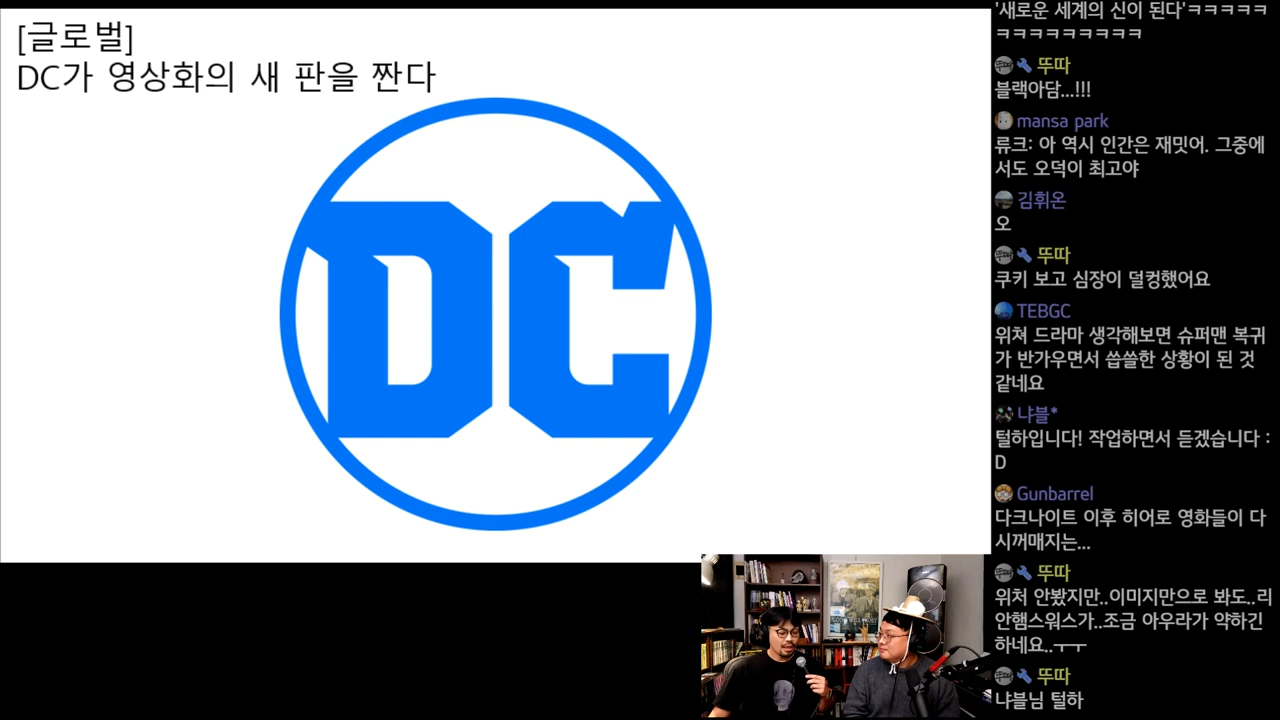 [글로벌]
DC가 영상화의 새 판을 짠다
DC
'새로운 세계의 신이 된다'ㅋㅋㅋㅋㅋ
ㅋㅋㅋㅋㅋㅋㅋㅋㅋ
뚜따
블랙아담...!!!
mansa park
류크: 아 역시 인간은 재밋어. 그중에
서도 오덕이 최고야
김휘온
오
뚜따
쿠키 보고 심장이 덜컹했어요
TEBGC
위쳐 드라마 생각해보면 슈퍼맨 복귀
가 반가우면서 씁쓸한 상황이 된 것
같네요
냐블*
털하입니다! 작업하면서 듣겠습니다 :
D
Gunbarrel
다크나이트 이후 히어로 영화들이 다
시꺼매지는...
뚜따
위처 안봤지만..이미지만으로 봐도..리
안햄스워스가..조금 아우라가 약하긴
하네요..ㅜㅜ
뚜따
냐블님 털하